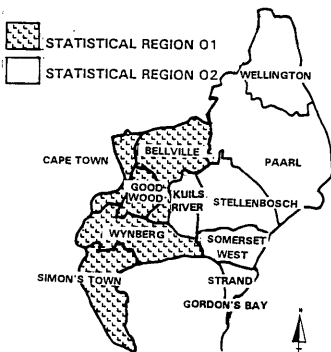 STATISTICAL REGION 01
STATISTICAL REGION 02
WELLINGTON
BELLVILLE
CAPE TOWN
PAARL
GOOD
WOOD
KUILS
RIVER
STELLENBOSCH
WYNBERG
SOMERSET
WEST
SIMON'S TOWN
STRAND
GORDON'S BAY
N